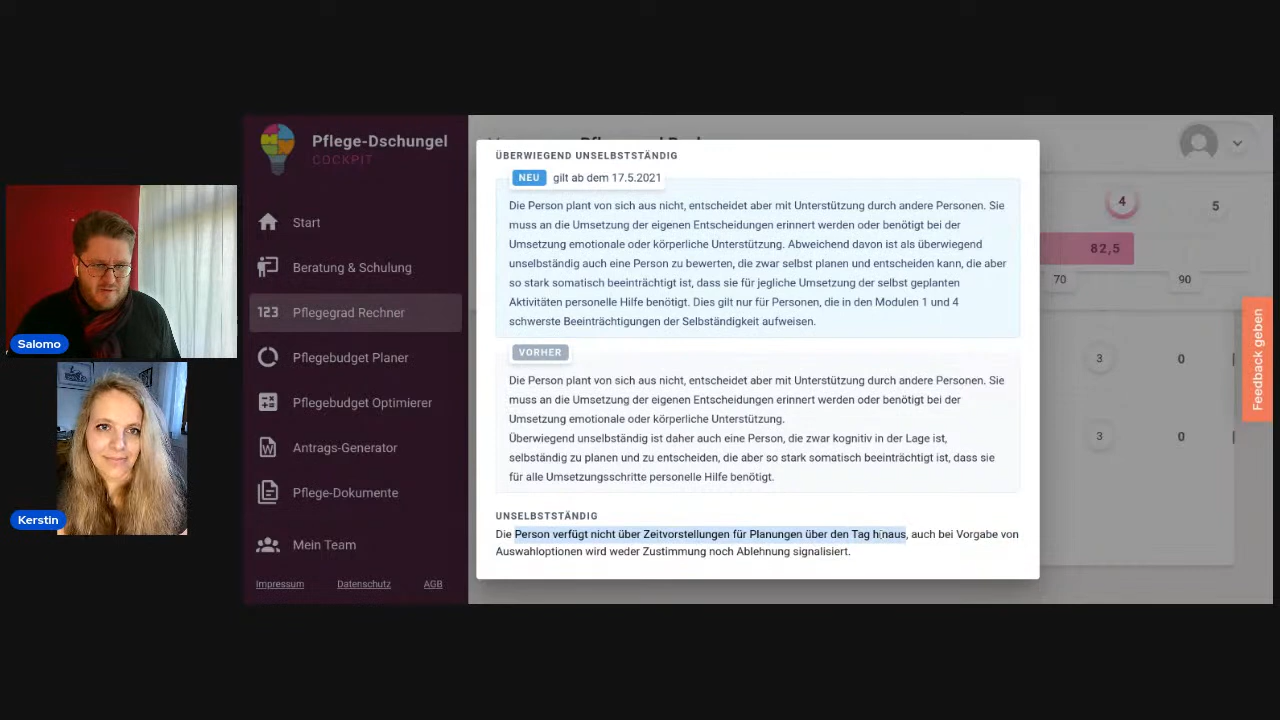 Pflege-Dschungel
COCKPIT
Start
Beratung & Schulung
123 Pflegegrad Rechner
Pflegebudget Planer
Pflegebudget Optimierer
Antrags-Generator
Pflege-Dokumente
Mein Team
Impressum Datenschutz AGB
ÜBERWIEGEND UNSELBSTSTÄNDIG
NEU gilt ab dem 17.5.2021
Die Person plant von sich aus nicht, entscheidet aber mit Unterstützung durch andere Personen. Sie
muss an die Umsetzung der eigenen Entscheidungen erinnert werden oder benötigt bei der
Umsetzung emotionale oder körperliche Unterstützung. Abweichend davon ist als überwiegend
unselbständig auch eine Person zu bewerten, die zwar selbst planen und entscheiden kann, die aber
so stark somatisch beeinträchtigt ist, dass sie für jegliche Umsetzung der selbst geplanten
Aktivitäten personelle Hilfe benötigt. Dies gilt nur für Personen, die in den Modulen 1 und 4
schwerste Beeinträchtigungen der Selbständigkeit aufweisen.
VORHER
Die Person plant von sich aus nicht, entscheidet aber mit Unterstützung durch andere Personen. Sie
muss an die Umsetzung der eigenen Entscheidungen erinnert werden oder benötigt bei der
Umsetzung emotionale oder körperliche Unterstützung.
Überwiegend unselbständig ist daher auch eine Person, die zwar kognitiv in der Lage ist,
selbständig zu planen und zu entscheiden, die aber so stark somatisch beeinträchtigt ist, dass sie
für alle Umsetzungsschritte personelle Hilfe benötigt.
UNSELBSTSTÄNDIG
Die Person verfügt nicht über Zeitvorstellungen für Planungen über den Tag hinaus, auch bei Vorgabe von
Auswahloptionen wird weder Zustimmung noch Ablehnung signalisiert.
4 5
82,5
70 90
3 0
3 0
Feedback geben
Salomo
Kerstin